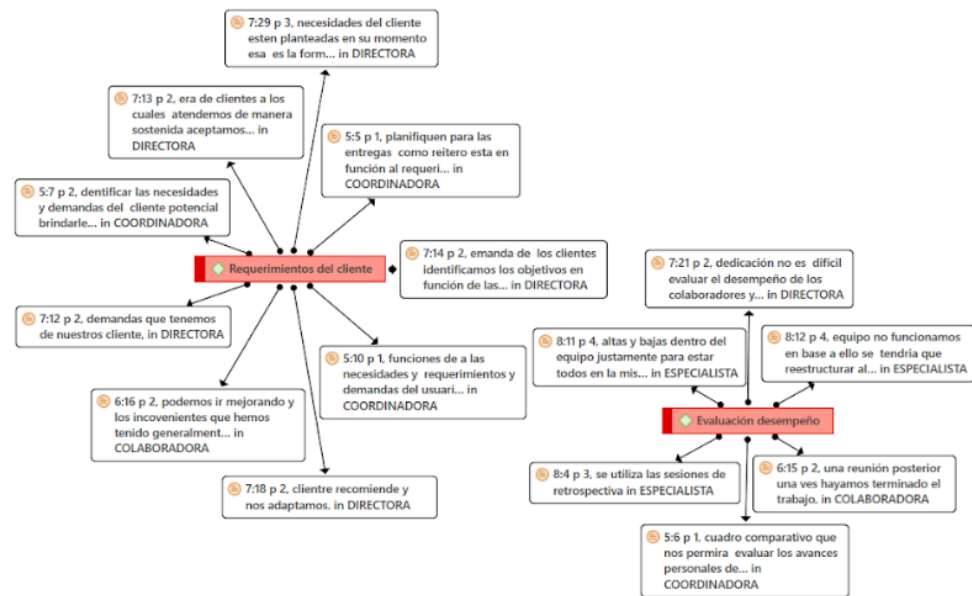 7:29 p 3, necesidades del cliente
esten planteadas en su momento
esa es la form... in DIRECTORA
7:13 p 2, era de clientes a los
cuales atendemos de manera
sostenida aceptamos... in
DIRECTORA
5:5 p 1, planifiquen para las
entregas como reitero esta en
función al requeri... in
COORDINADORA
5:7 p 2, dentificar las necesidades
y demandas del cliente potencial
brindarle... in COORDINADORA
Requerimientos del cliente
7:14 p 2, emanda de los clientes
identificamos los objetivos en
función de las... in DIRECTORA
7:12 p 2, demandas que tenemos
de nuestros cliente, in DIRECTORA
5:10 p 1, funciones de a las
necesidades y requerimientos y
demandas del usuari... in
COORDINADORA
6:16 p 2, podemos ir mejorando y
los incovenientes que hemos
tenido generalment... in
COLABORADORA
7:18 p 2, clientre recomiende y
nos adaptamos. in DIRECTORA
7:21 p 2, dedicación no es dificil
evaluar el desempeño de los
colaboradores y... in DIRECTORA
8:11 p 4, altas y bajas dentro del
equipo justamente para estar
todos en la mis... in ESPECIALISTA
8:12 p 4, equipo no funcionamos
en base a ello se tendria que
reestructurar al... in ESPECIALISTA
Evaluación desempeño
8:4 p 3, se utiliza las sesiones de
retrospectiva in ESPECIALISTA
6:15 p 2, una reunión posterior
una ves hayamos terminado el
trabajo, in COLABORADORA
5:6 p 1, cuadro comparativo que
nos permira evaluar los avances
personales de... in
COORDINADORA